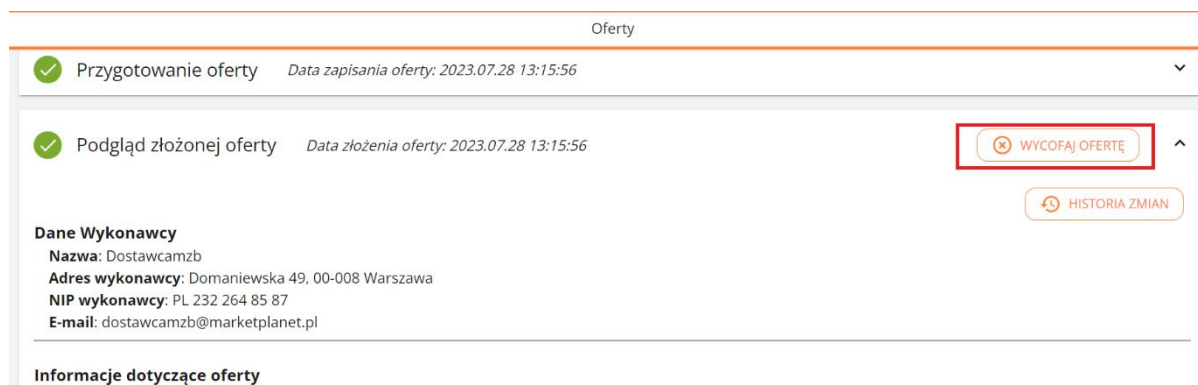 Oferty
Przygotowanie oferty Data zapisania oferty: 2023.07.28 13:15:56
Podgląd złożonej oferty Data złożenia oferty: 2023.07.28 13:15:56 WYCOFAJ OFERTĘ
HISTORIA ZMIAN
Dane Wykonawcy
Nazwa: Dostawcamzb
Adres wykonawcy: Domaniewska 49, 00-008 Warszawa
NIP wykonawcy: PL 232 264 85 87
E-mail: dostawcamzb@marketplanet.pl
Informacje dotyczące oferty